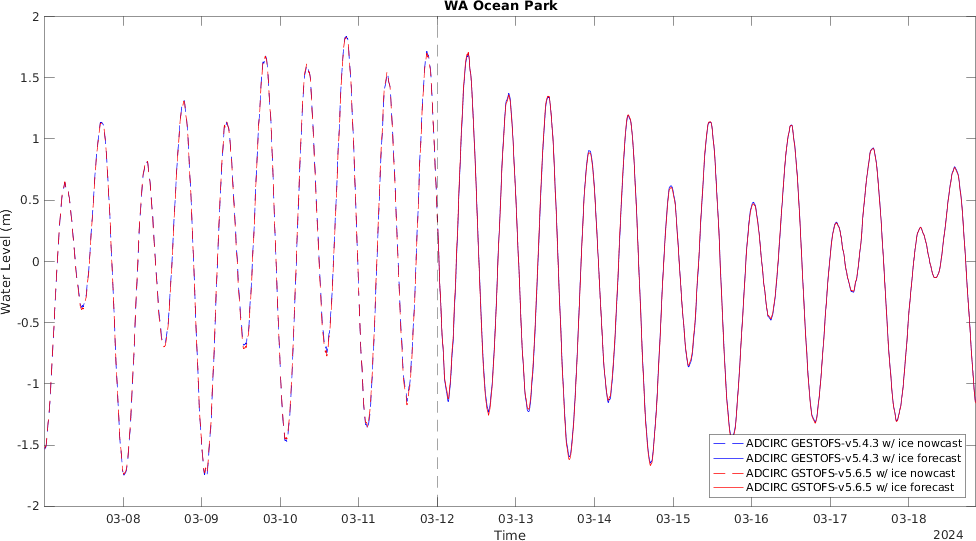 WA Ocean Park
2
1.5
1
0.5
0
-0.5
-1
-1.5
-2
Water Level (m)
ADCIRC GESTOFS-v5.4.3 w/ ice nowcast
ADCIRC GESTOFS-v5.4.3 w/ ice forecast
ADCIRC GSTOFS-v5.6.5 w/ ice nowcast
ADCIRC GSTOFS-v5.6.5 w/ ice forecast
03-08 03-09 03-10 03-11 03-12 03-13 03-14 03-15 03-16 03-17 03-18
Time
2024